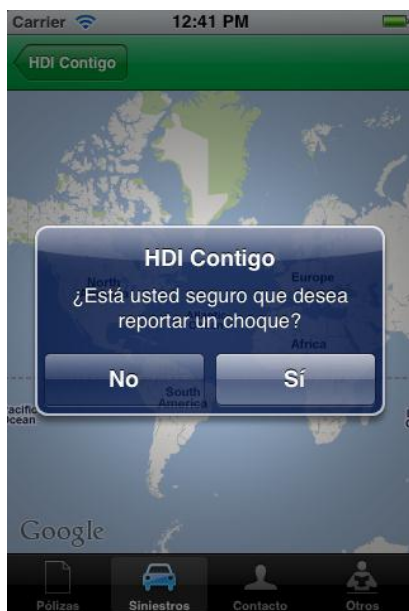 Carrier 12:41 PM
HDI Contigo
HDI Contigo
North
Europe
¿Está usted seguro que desea
reportar un choque?
Africa
No Sí
South
America
Ocean
Google
Pólizas Siniestros Contacto Otros